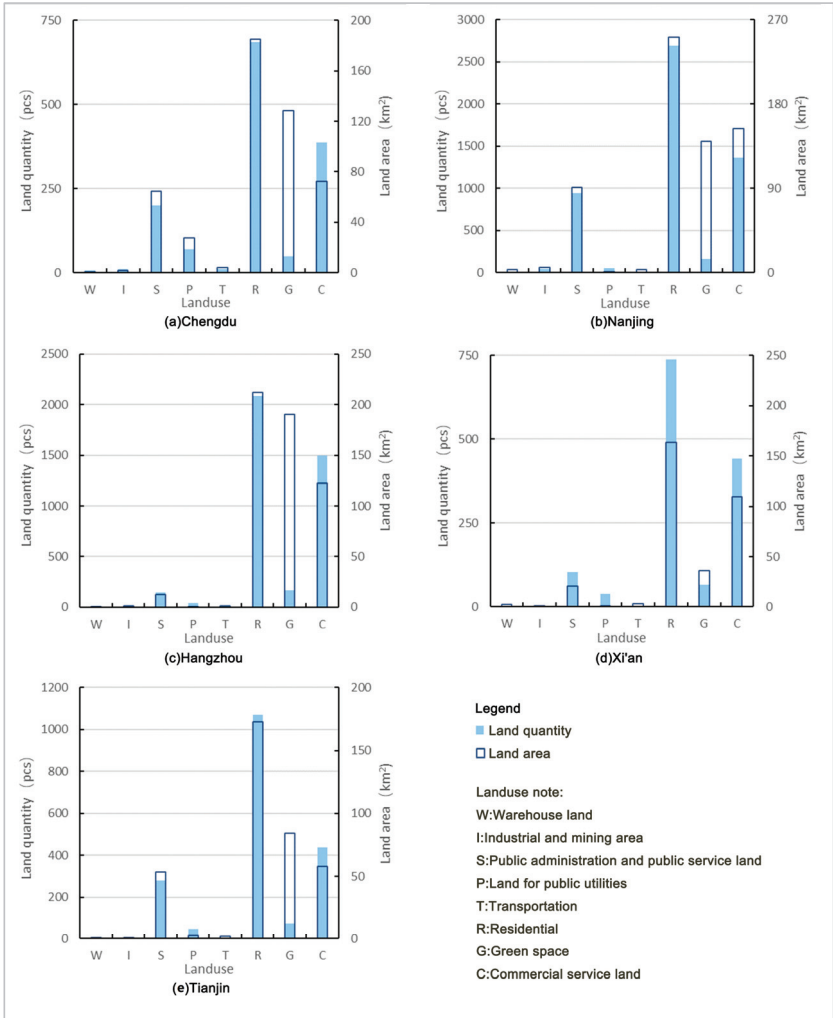 750
500
250
0
Land quantity (pcs)
200
160
120
80
40
0
Land area (km²)
W I S P T R G C
Landuse
(a)Chengdu
3000
2500
2000
1500
1000
500
0
Land quantity (pcs)
270
180
90
0
Land area (km²)
W I S P T R G C
Landuse
(b)Nanjing
2500
2000
1500
1000
500
0
Land quantity (pcs)
250
200
150
100
50
0
Land area (km²)
W I S P T R G C
Landuse
(c)Hangzhou
750
500
250
0
Land quantity (pcs)
250
200
150
100
50
0
Land area (km²)
W I S P T R G C
Landuse
(d)Xi'an
1200
1000
800
600
400
200
0
Land quantity (pcs)
200
150
100
50
0
Land area (km²)
W I S P T R G C
Landuse
(e)Tianjin
Legend
Land quantity
Land area
Landuse note:
W:Warehouse land
I:Industrial and mining area
S:Public administration and public service land
P:Land for public utilities
T:Transportation
R:Residential
G:Green space
C:Commercial service land